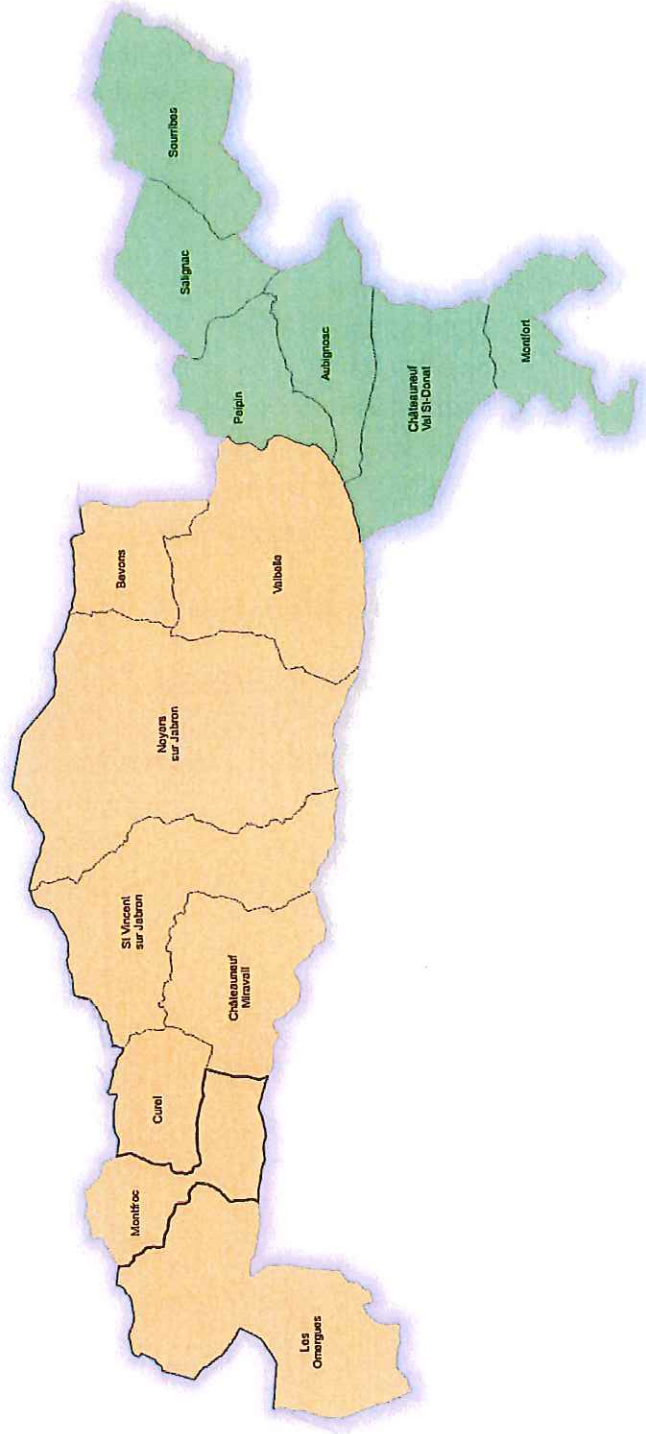 Sourribes
Salignac
Peipin
Aubignosc
Châteauneuf
Val St-Donat
Montfort
Bevons
Valbelle
Noyers
sur Jabron
St Vincent
sur Jabron
Châteauneuf
Miravail
Curel
Montfroc
Les
Omergues